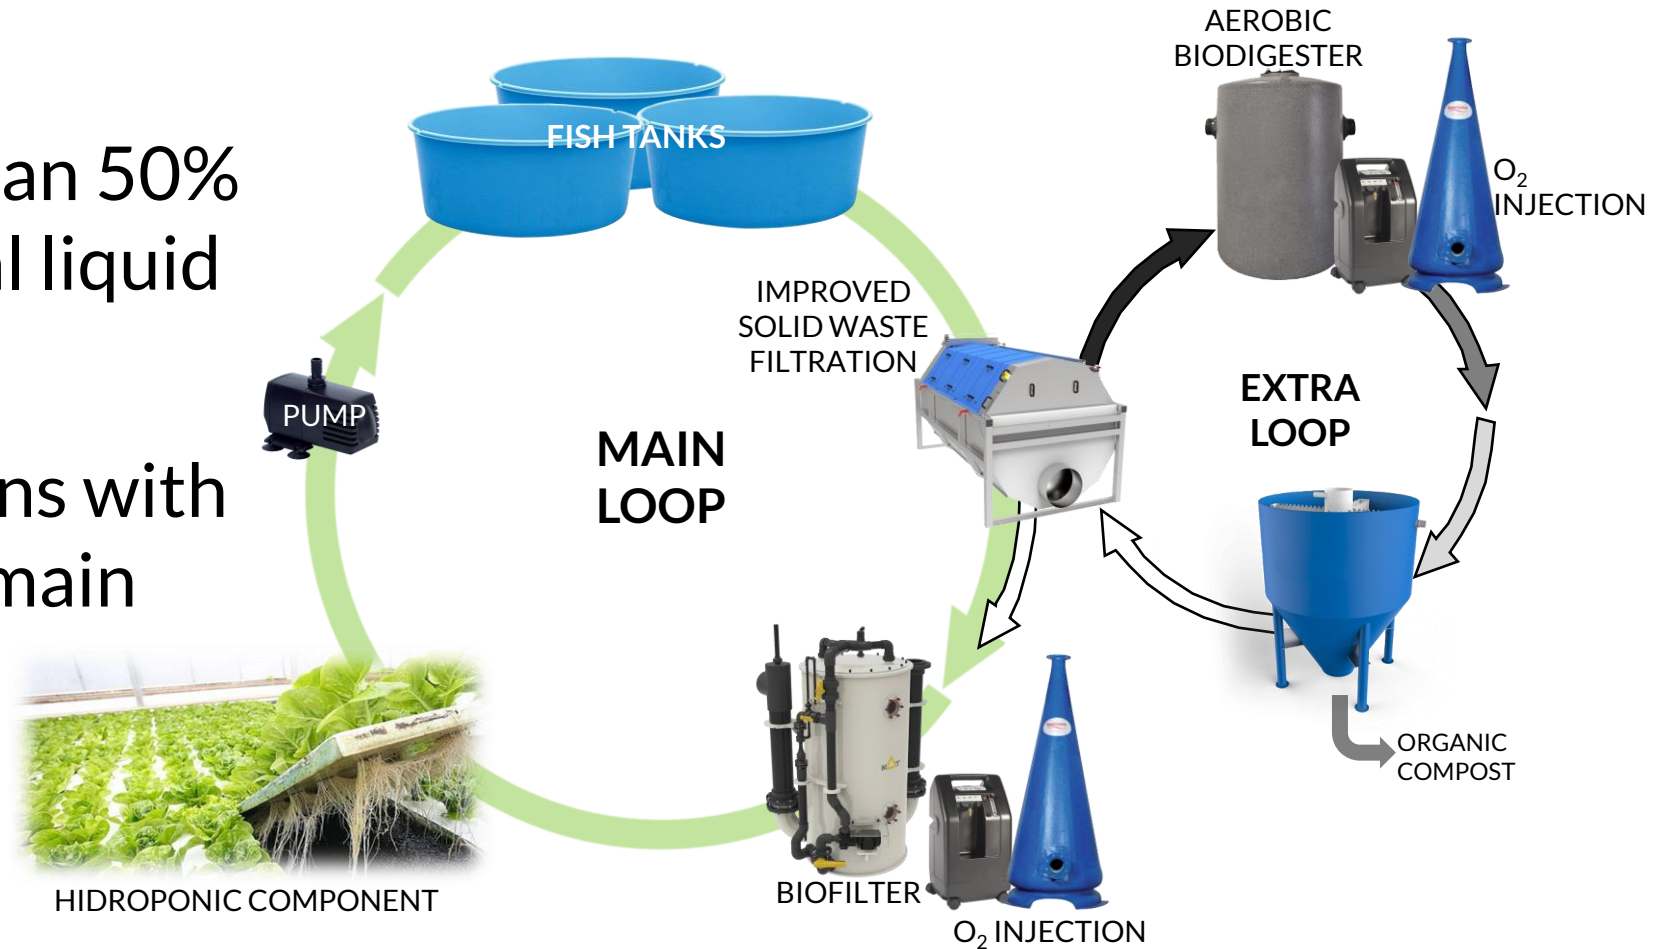 AEROBIC
BIODIGESTER
FISH TANKS
an 50%
l liquid
O₂
INJECTION
IMPROVED
SOLID WASTE
FILTRATION
EXTRA
LOOP
PUMP
MAIN
LOOP
ns with
main
ORGANIC
COMPOST
BIOFILTER
HIDROPONIC COMPONENT
O₂ INJECTION